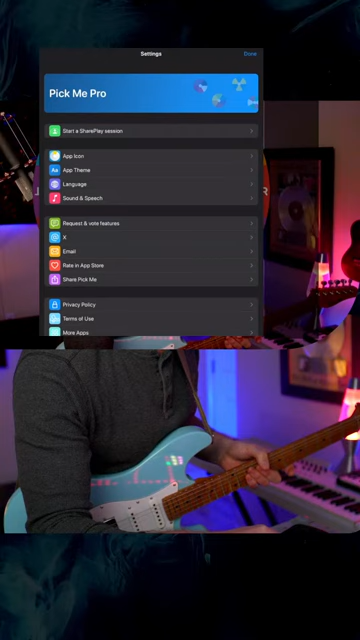 Settings
Done
Pick Me Pro
Start a SharePlay session
App Icon
Aa
App Theme
Language
Sound & Speech
Request & vote features
X
Email
Rate in App Store
Share Pick Me
Privacy Policy
Terms of Use
More Apps